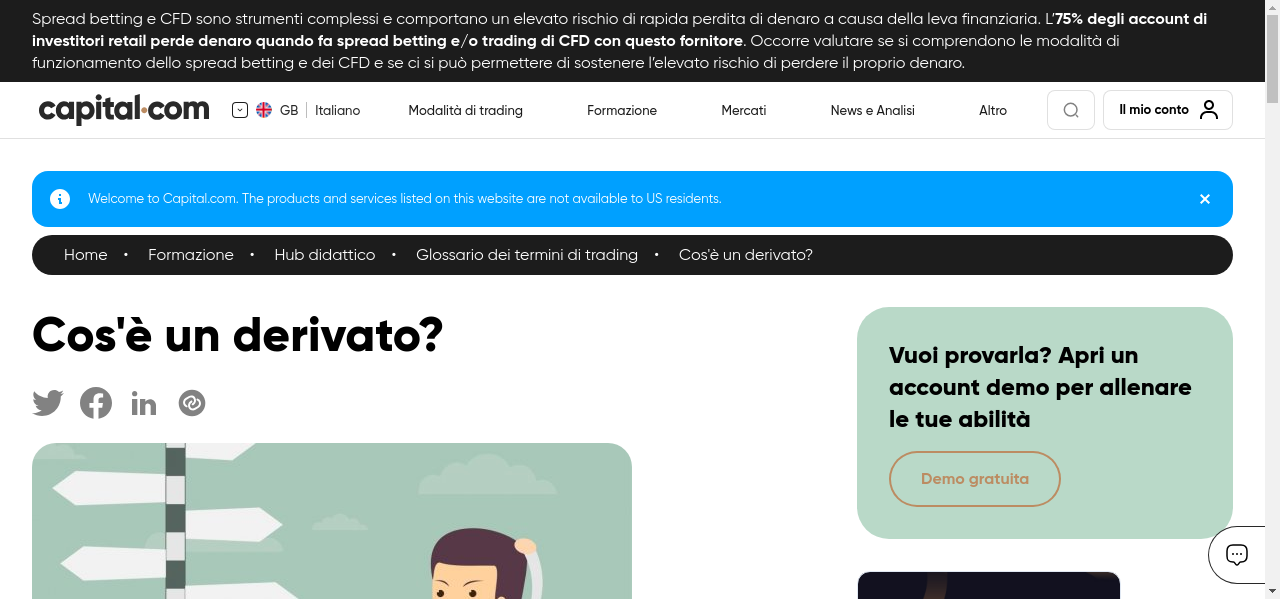 Spread betting e CFD sono strumenti complessi e comportano un elevato rischio di rapida perdita di denaro a causa della leva finanziaria. L’75% degli account di
investitori retail perde denaro quando fa spread betting e/o trading di CFD con questo fornitore. Occorre valutare se si comprendono le modalità di
funzionamento dello spread betting e dei CFD e se ci si può permettere di sostenere l’elevato rischio di perdere il proprio denaro.
capital.com GB Italiano Modalità di trading Formazione Mercati News e Analisi Altro Il mio conto
Welcome to Capital.com. The products and services listed on this website are not available to US residents.
Home • Formazione • Hub didattico • Glossario dei termini di trading • Cos'è un derivato?
Cos'è un derivato?
Vuoi provarla? Apri un
account demo per allenare
le tue abilità
Demo gratuita